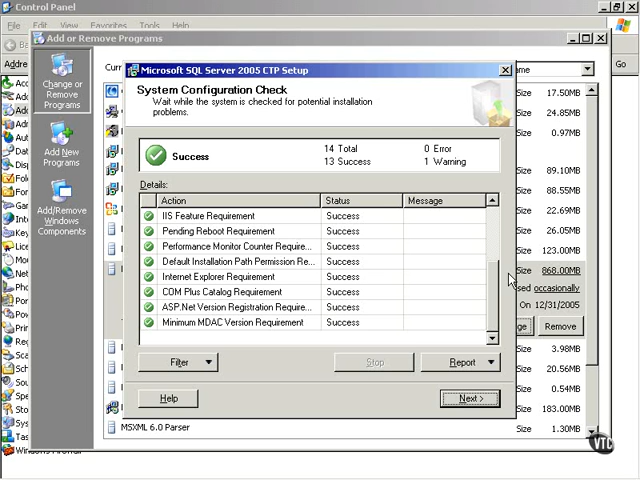 Control Panel
File Edit View Favorites Tools Help
Add or Remove Programs
Go
Change or
Remove
Programs
Add New
Programs
Add/Remove
Windows
Components
Curr
Microsoft SQL Server 2005 CTP Setup
System Configuration Check
Wait while the system is checked for potential installation
problems.
Success
14 Total
0 Error
13 Success
1 Warning
Details:
Action Status Message
IIS Feature Requirement Success
Pending Reboot Requirement Success
Performance Monitor Counter Require... Success
Default Installation Path Permission Re... Success
Internet Explorer Requirement Success
COM Plus Catalog Requirement Success
ASP.Net Version Registration Require... Success
Minimum MDAC Version Requirement Success
Filter Stop Report
Help Next >
ame
Size 17.50MB
Size 24.85MB
Size 0.97MB
Size 89.10MB
Size 88.55MB
Size 22.69MB
Size 26.05MB
Size 123.00MB
Size 868.00MB
sed occasionally
On 12/31/2005
ge Remove
Size 3.98MB
Size 20.56MB
Size 0.54MB
Size 183.00MB
MSXML 6.0 Parser Size 1.30MB
Windows Firewall
VTC